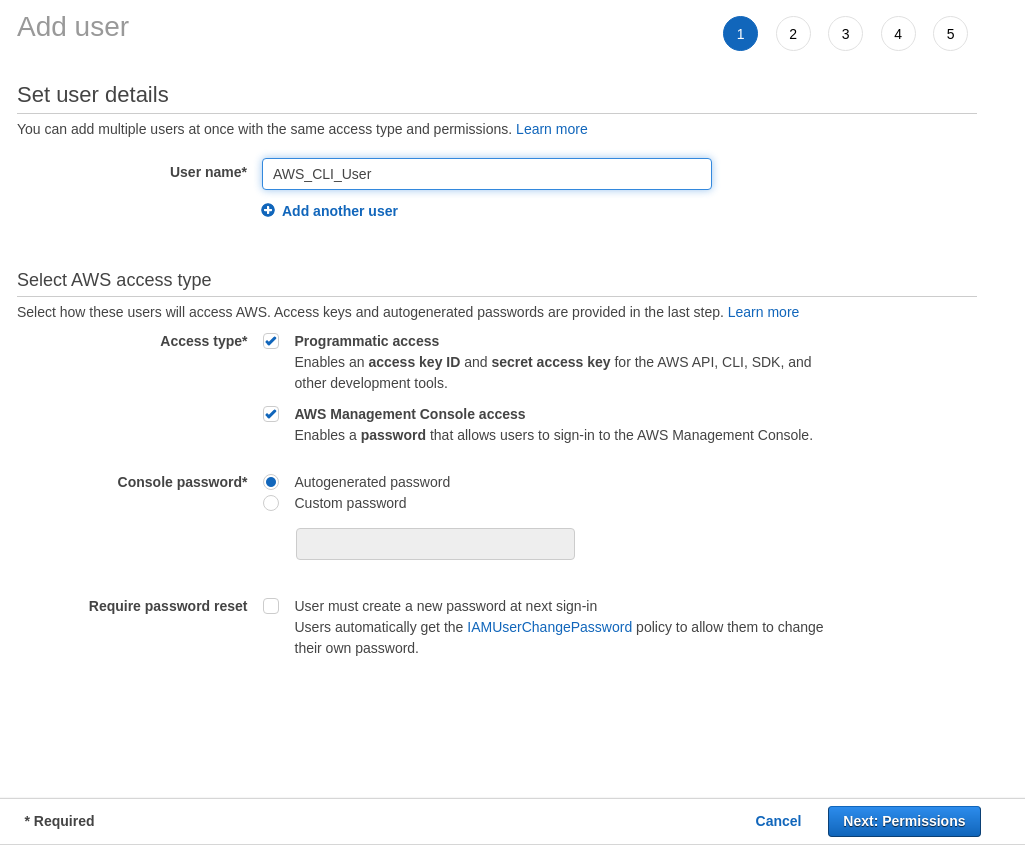 Add user
1 2 3 4 5
Set user details
You can add multiple users at once with the same access type and permissions. Learn more
User name* AWS_CLI_User
Add another user
Select AWS access type
Select how these users will access AWS. Access keys and autogenerated passwords are provided in the last step. Learn more
Access type* Programmatic access
Enables an access key ID and secret access key for the AWS API, CLI, SDK, and
other development tools.
AWS Management Console access
Enables a password that allows users to sign-in to the AWS Management Console.
Console password* Autogenerated password
Custom password
Require password reset User must create a new password at next sign-in
Users automatically get the IAMUserChangePassword policy to allow them to change
their own password.
* Required Cancel Next: Permissions